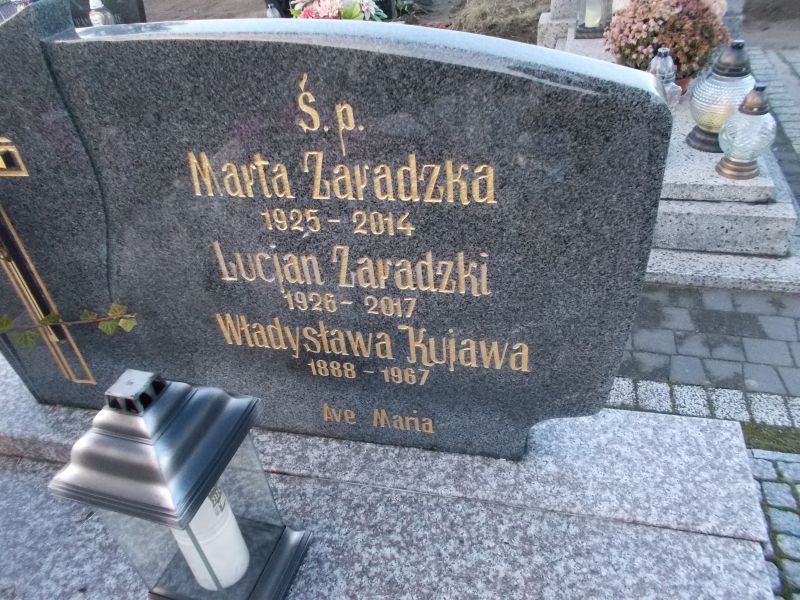 Ś. p.
Marta Zaradzka
1925 - 2014
Lucjan Zaradzki
1926 - 2017
Władysława Kujawa
1888 - 1967
Ave Maria